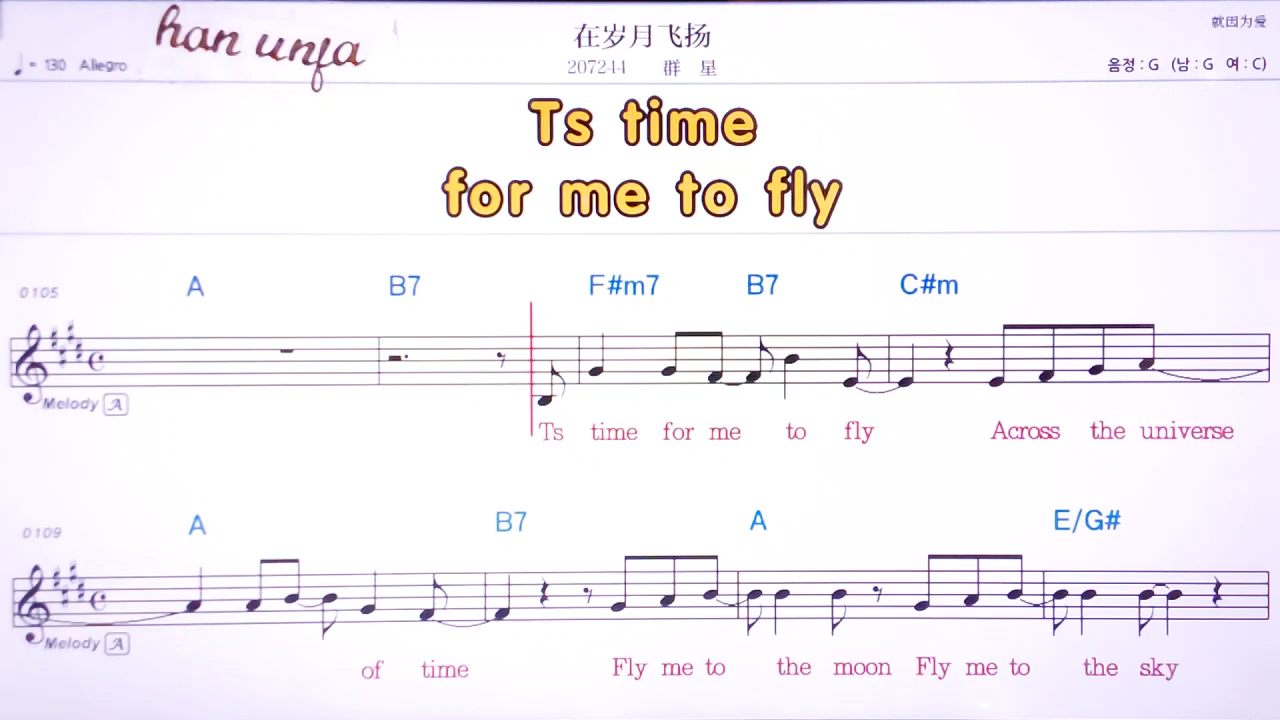 han unfa
在岁月飞扬
就因为爱
♩= 130 Allegro
207244 群 星
음정 : G (남 : G 여 : C)
Ts time
for me to fly
A B7 F#m7 B7 C#m
0105
Melody A
Ts time for me to fly Across the universe
A B7 A E/G#
0109
Melody A
of time Fly me to the moon Fly me to the sky